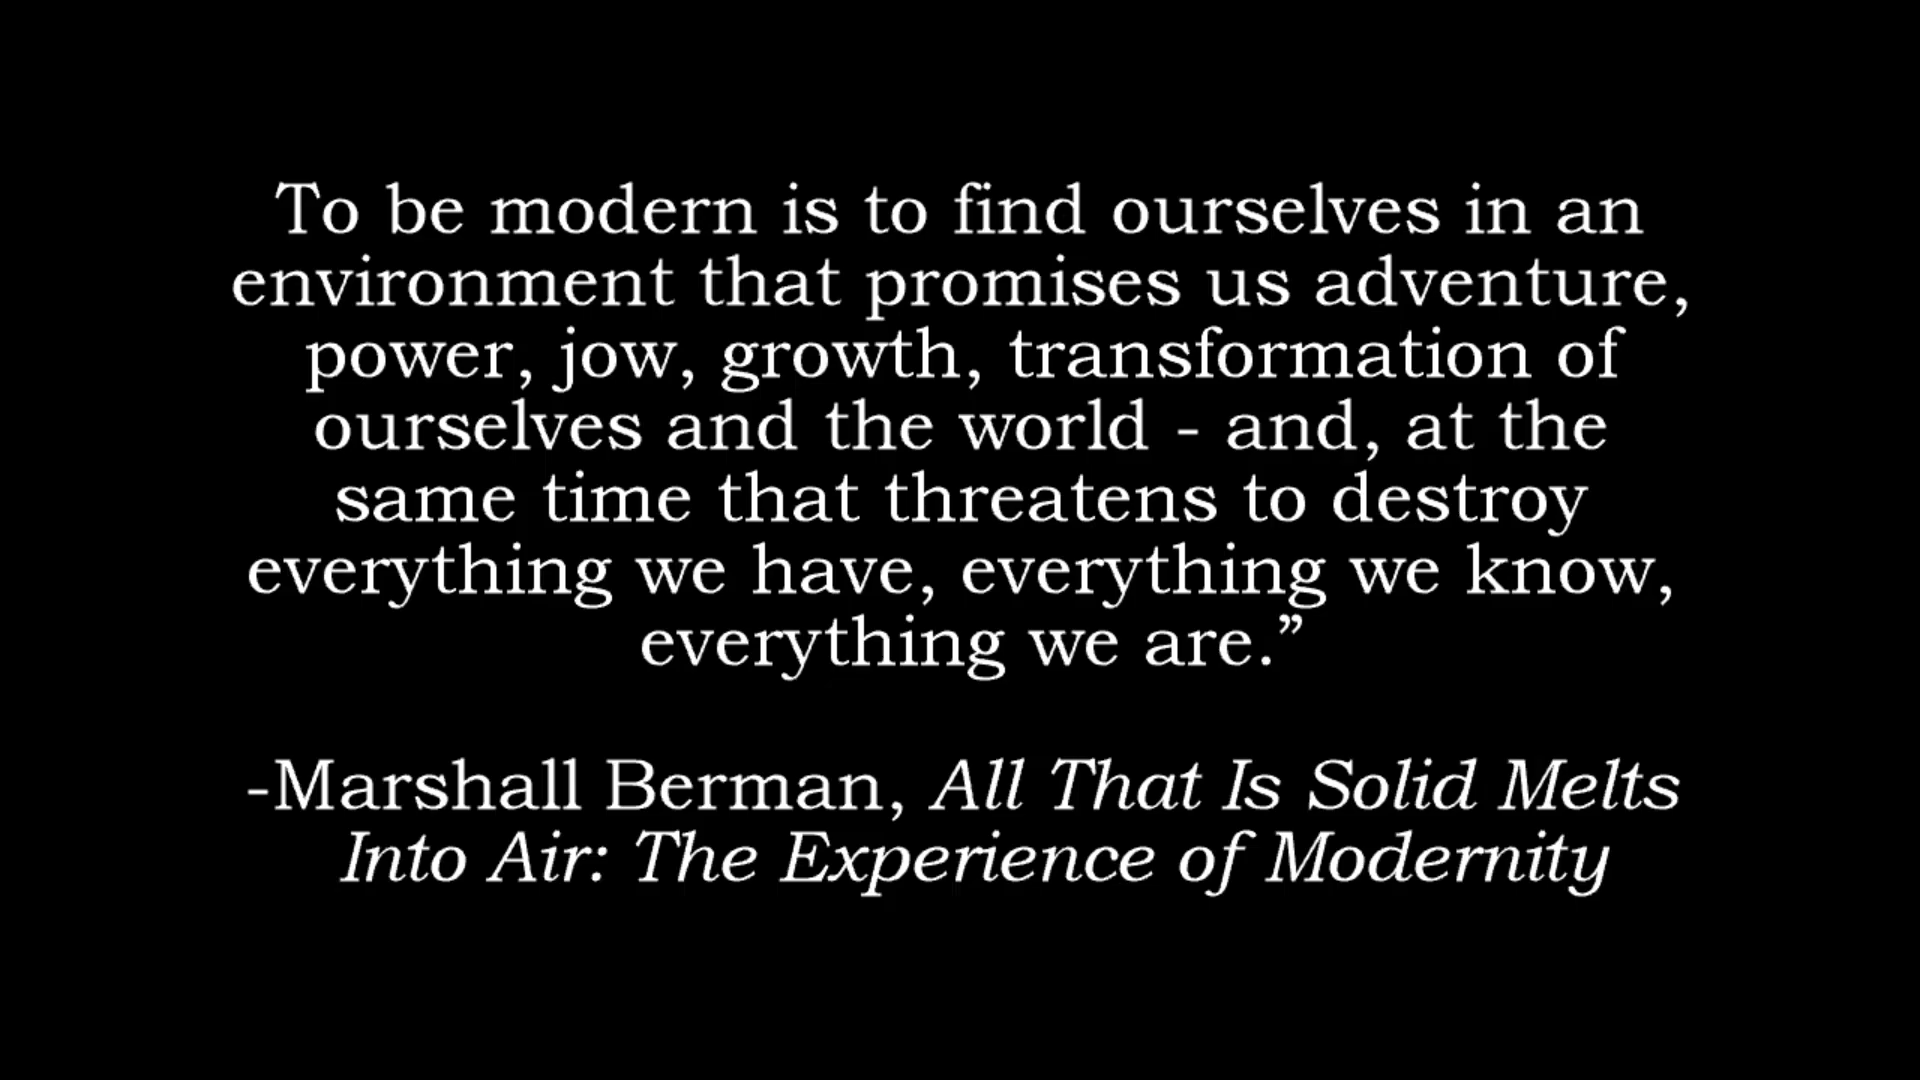 To be modern is to find ourselves in an
environment that promises us adventure,
power, jow, growth, transformation of
ourselves and the world - and, at the
same time that threatens to destroy
everything we have, everything we know,
everything we are.”
-Marshall Berman, All That Is Solid Melts
Into Air: The Experience of Modernity